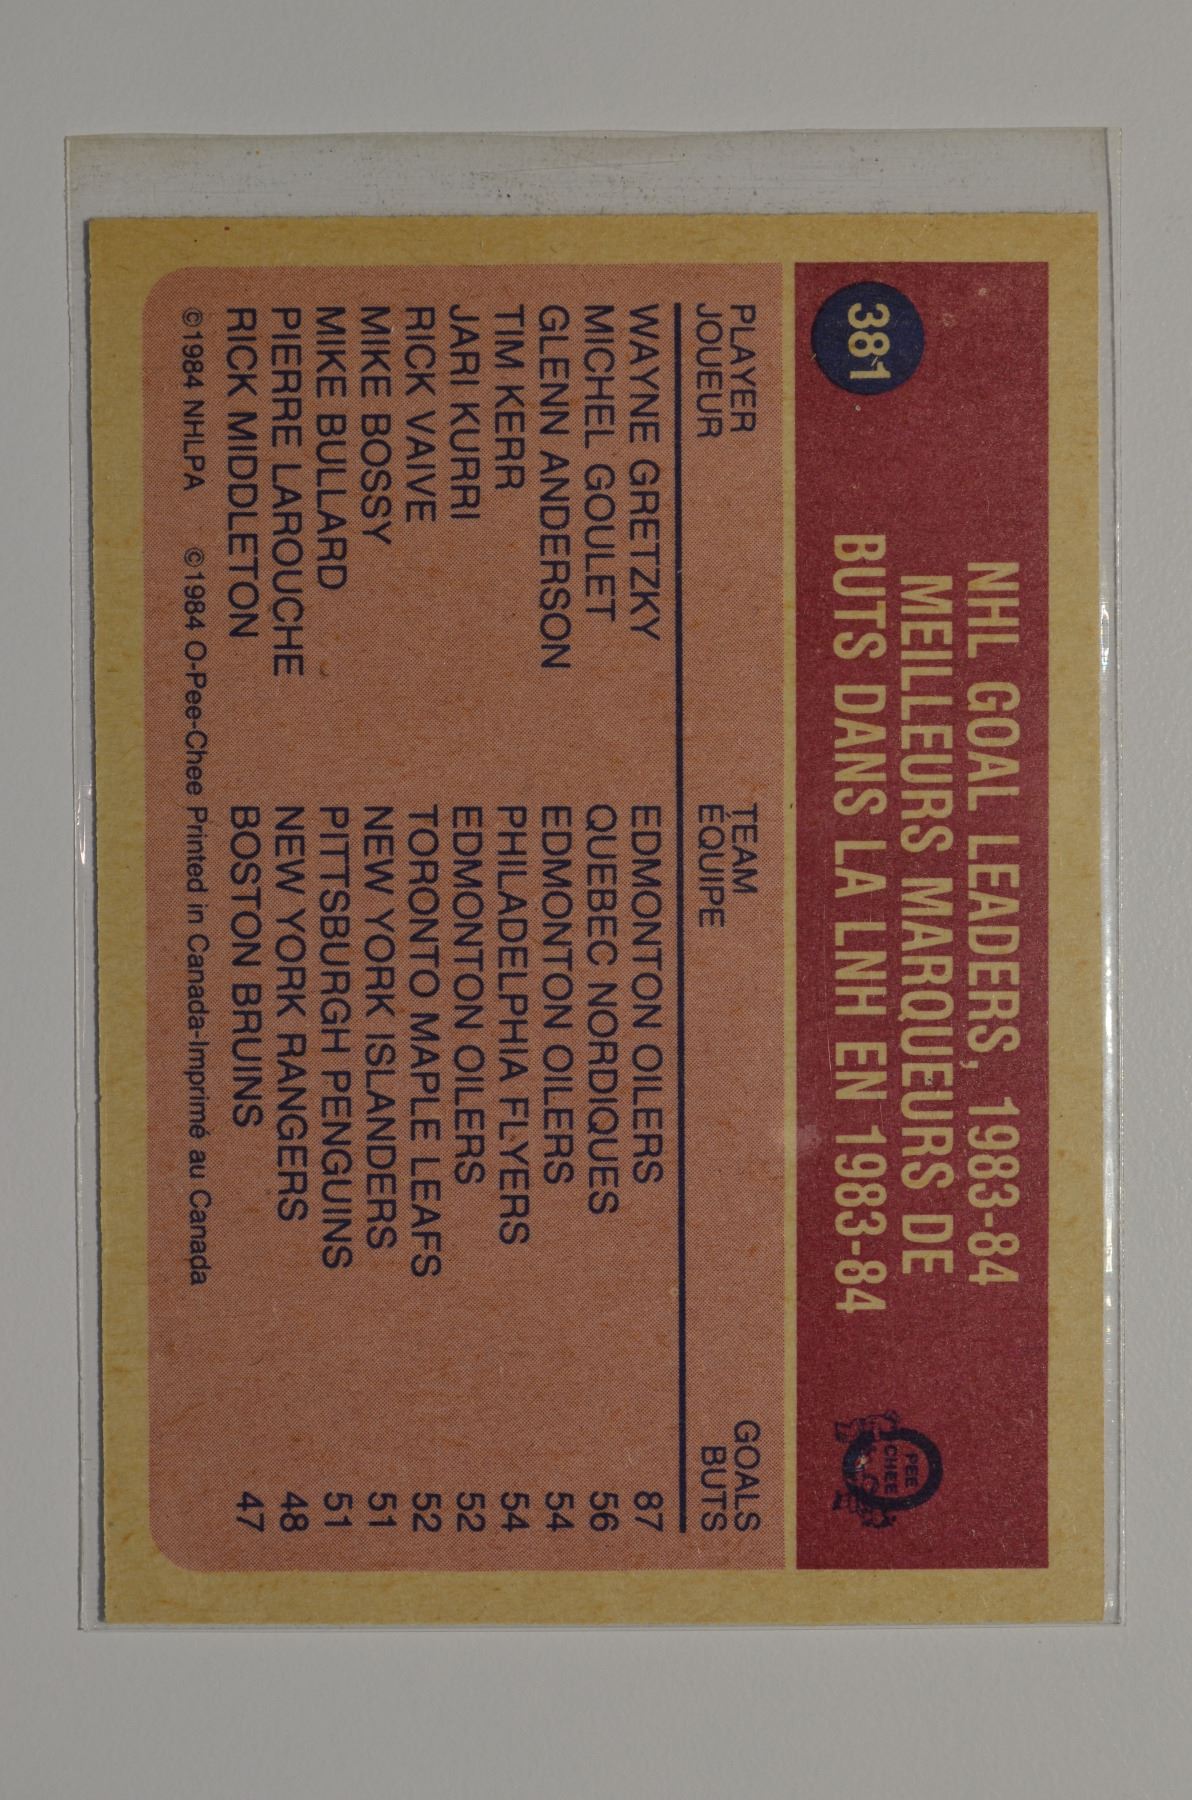 381
NHL GOAL LEADERS, 1983-84
MEILLEURS MARQUEURS DE
BUTS DANS LA LNH EN 1983-84
O PEE CHEE
PLAYER TEAM GOALS
JOUEUR ÉQUIPE BUTS
WAYNE GRETZKY EDMONTON OILERS 87
MICHEL GOULET QUEBEC NORDIQUES 56
GLENN ANDERSON EDMONTON OILERS 54
TIM KERR PHILADELPHIA FLYERS 54
JARI KURRI EDMONTON OILERS 52
RICK VAIVE TORONTO MAPLE LEAFS 52
MIKE BOSSY NEW YORK ISLANDERS 51
MIKE BULLARD PITTSBURGH PENGUINS 51
PIERRE LAROUCHE NEW YORK RANGERS 48
RICK MIDDLETON BOSTON BRUINS 47
©1984 NHLPA ©1984 O-Pee-Chee Printed in Canada-Imprimé au Canada